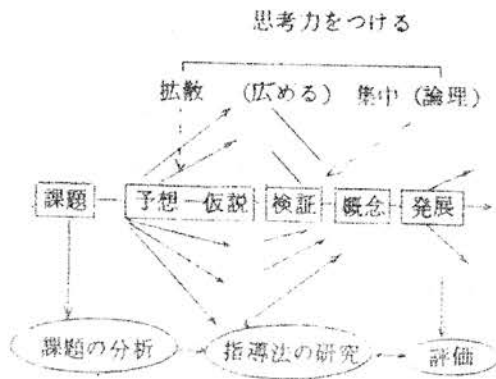 思考力をつける
拡散 (広める) 集中 (論理)
課題 予想 仮説 検証 概念 発展
課題の分析 指導法の研究 評価